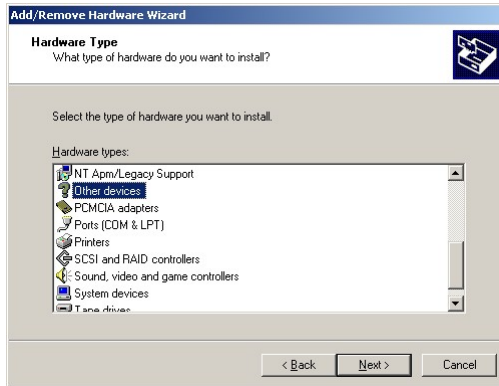 Add/Remove Hardware Wizard
Hardware Type
What type of hardware do you want to install?
Select the type of hardware you want to install.
Hardware types:
NT Apm/Legacy Support
Other devices
PCMCIA adapters
Ports (COM & LPT)
Printers
SCSI and RAID controllers
Sound, video and game controllers
System devices
Tape drives
< Back
Next >
Cancel